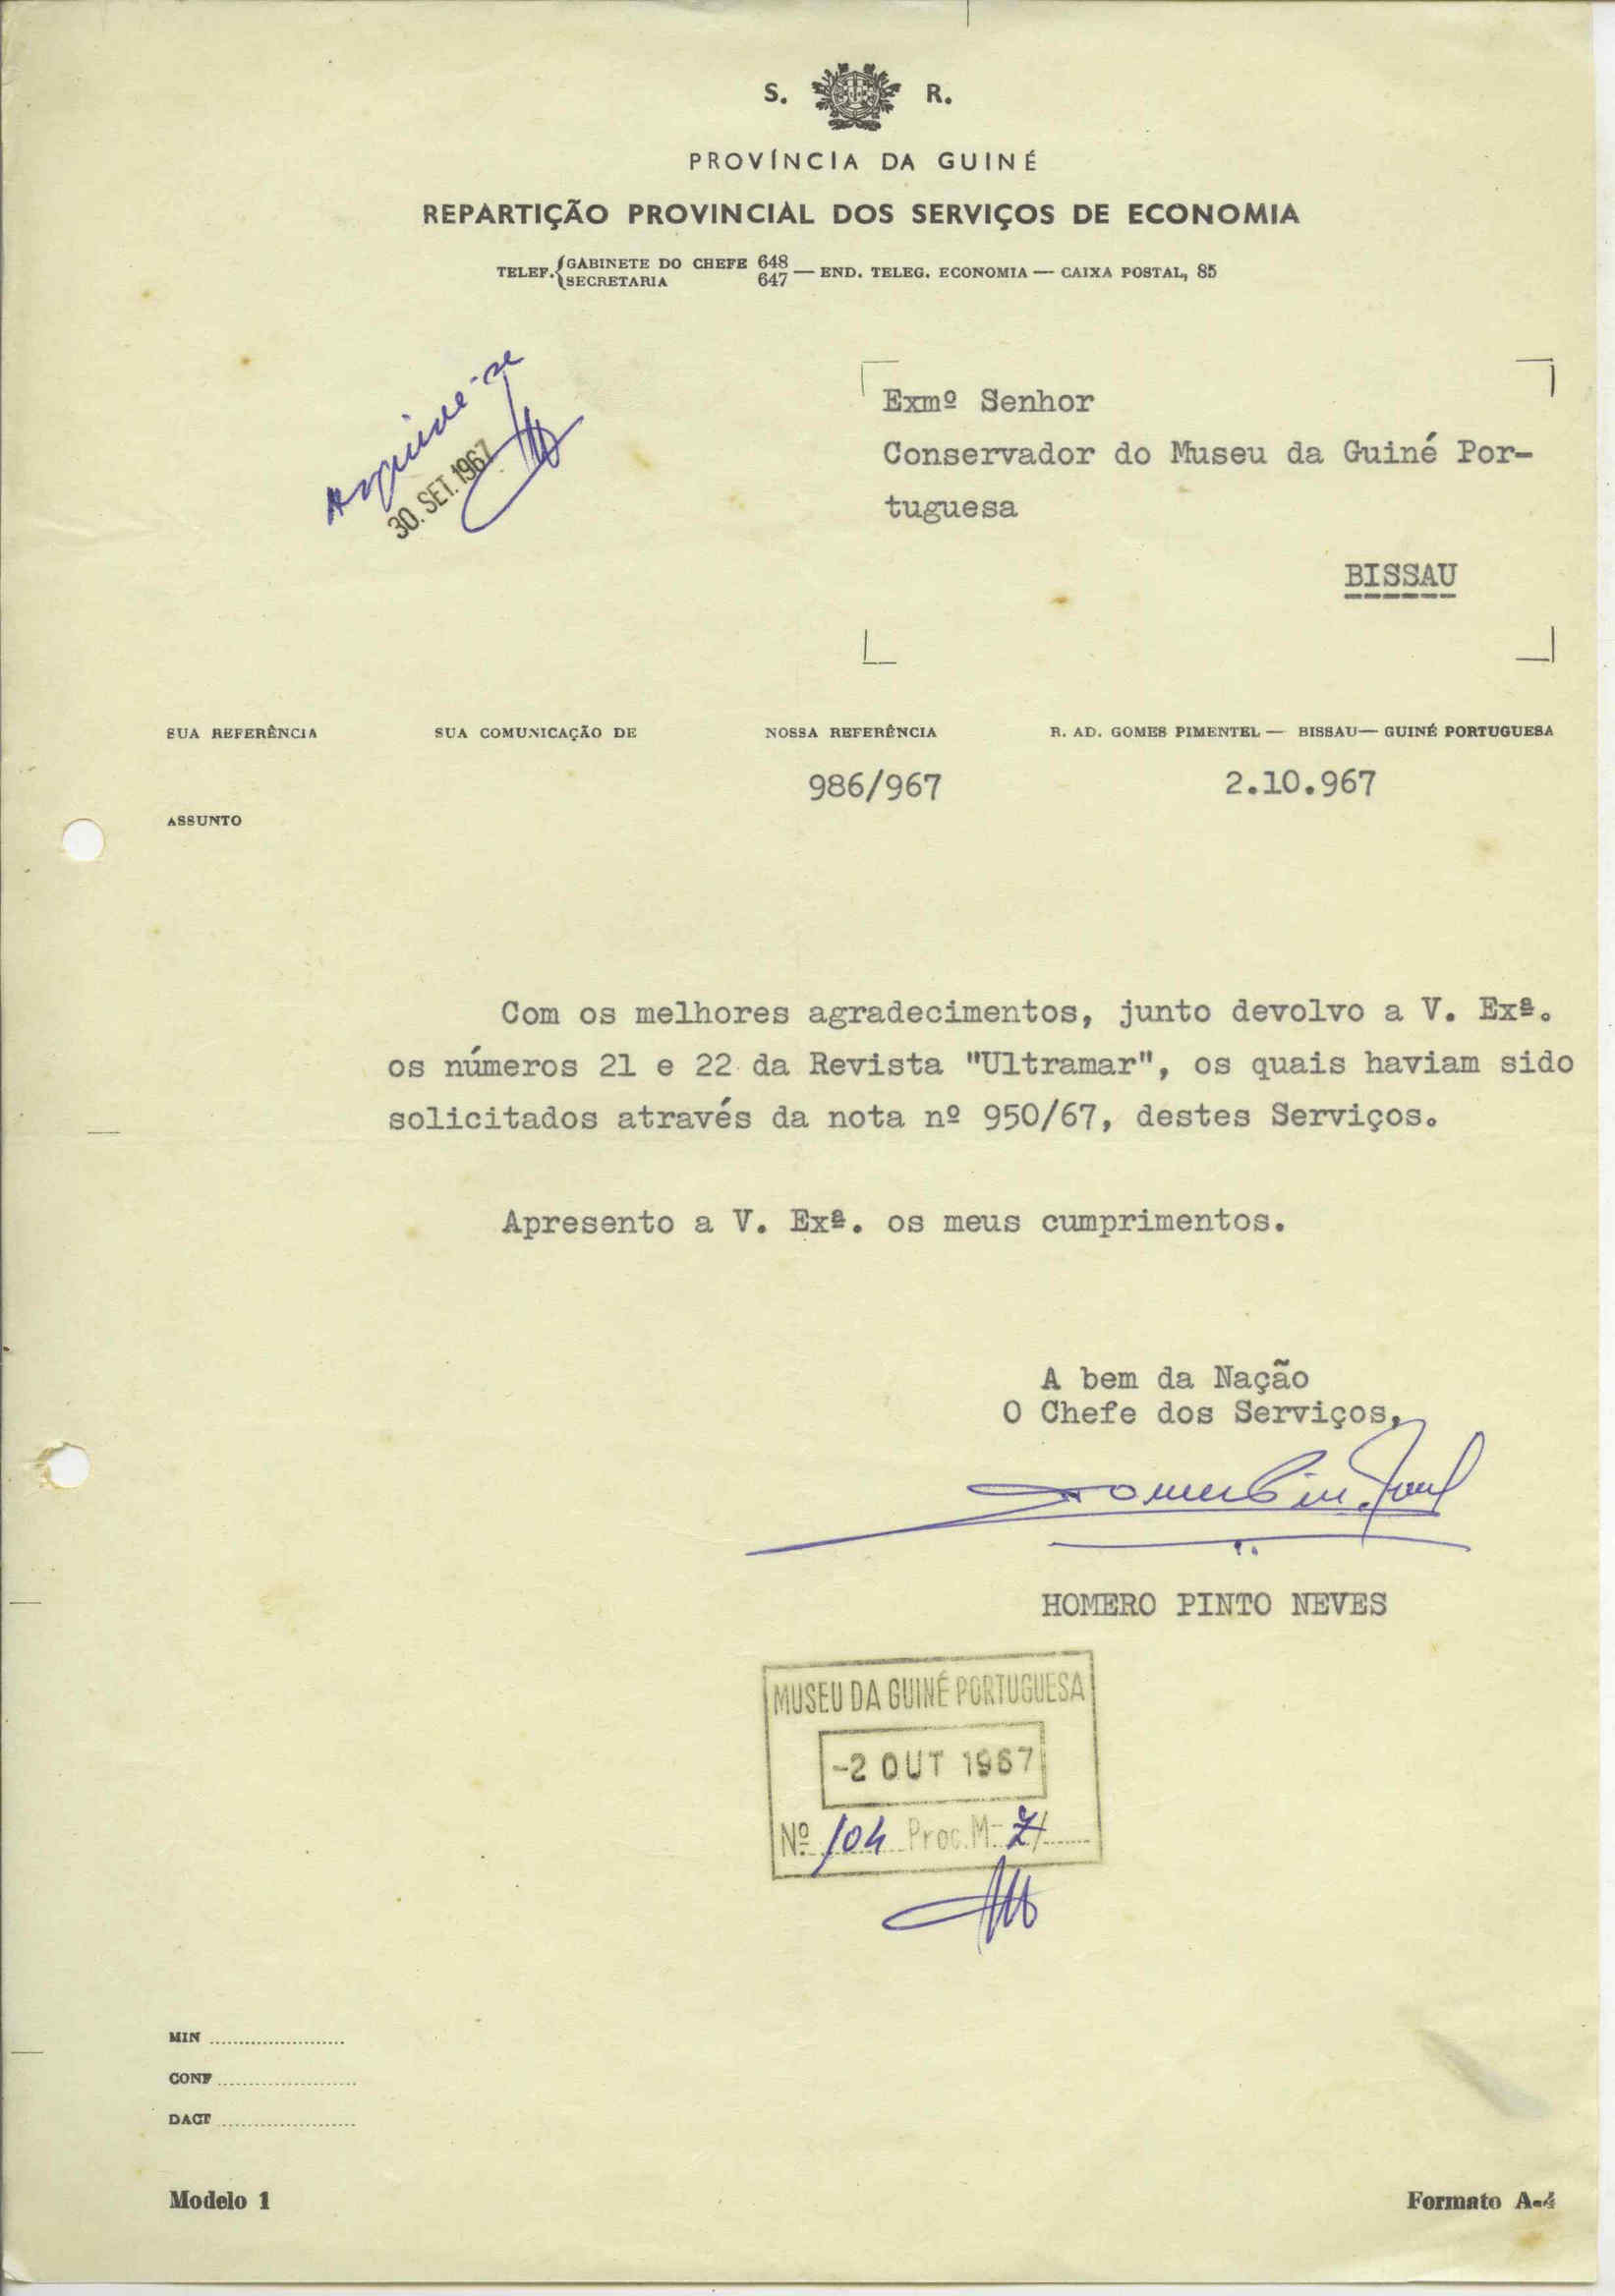 S. R.
PROVÍNCIA DA GUINÉ
REPARTIÇÃO PROVINCIAL DOS SERVIÇOS DE ECONOMIA
TELEF. { GABINETE DO CHEFE 648
SECRETARIA 647 — END. TELEG. ECONOMIA — CAIXA POSTAL, 85
Arquive-se
30. SET. 1967
Exmº Senhor
Conservador do Museu da Guiné Por-
tuguesa
BISSAU
SUA REFERÊNCIA SUA COMUNICAÇÃO DE NOSSA REFERÊNCIA R. AD. GOMES PIMENTEL — BISSAU — GUINÉ PORTUGUESA
986/967 2.10.967
ASSUNTO
Com os melhores agradecimentos, junto devolvo a V. Exª.
os números 21 e 22 da Revista "Ultramar", os quais haviam sido
solicitados através da nota nº 950/67, destes Serviços.
Apresento a V. Exª. os meus cumprimentos.
A bem da Nação
O Chefe dos Serviços,
HOMERO PINTO NEVES
MUSEU DA GUINÉ PORTUGUESA
-2 OUT 1967
Nº 104 Proc. M-7/
MIN
CONF
DACT
Modelo 1 Formato A-4